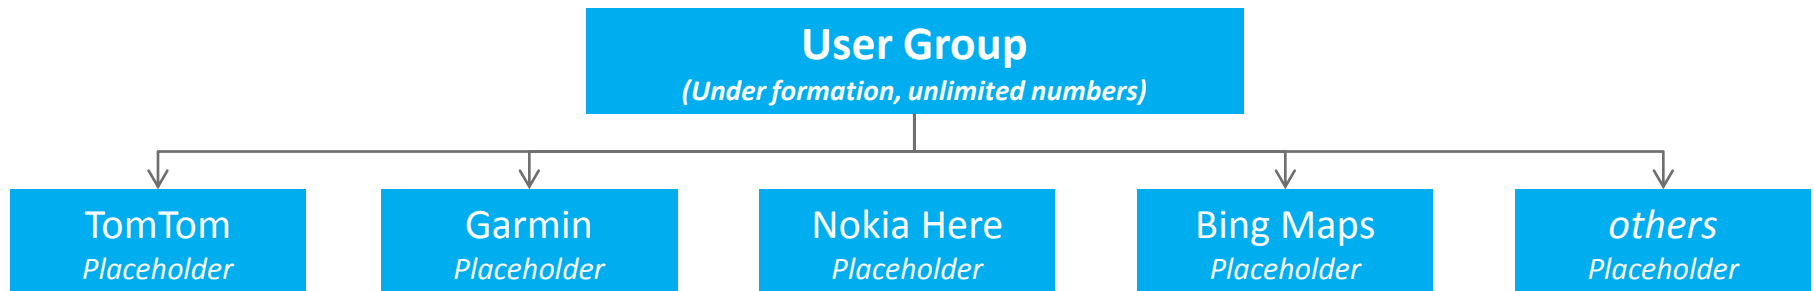 User Group
(Under formation, unlimited numbers)
TomTom
Placeholder
Garmin
Placeholder
Nokia Here
Placeholder
Bing Maps
Placeholder
others
Placeholder